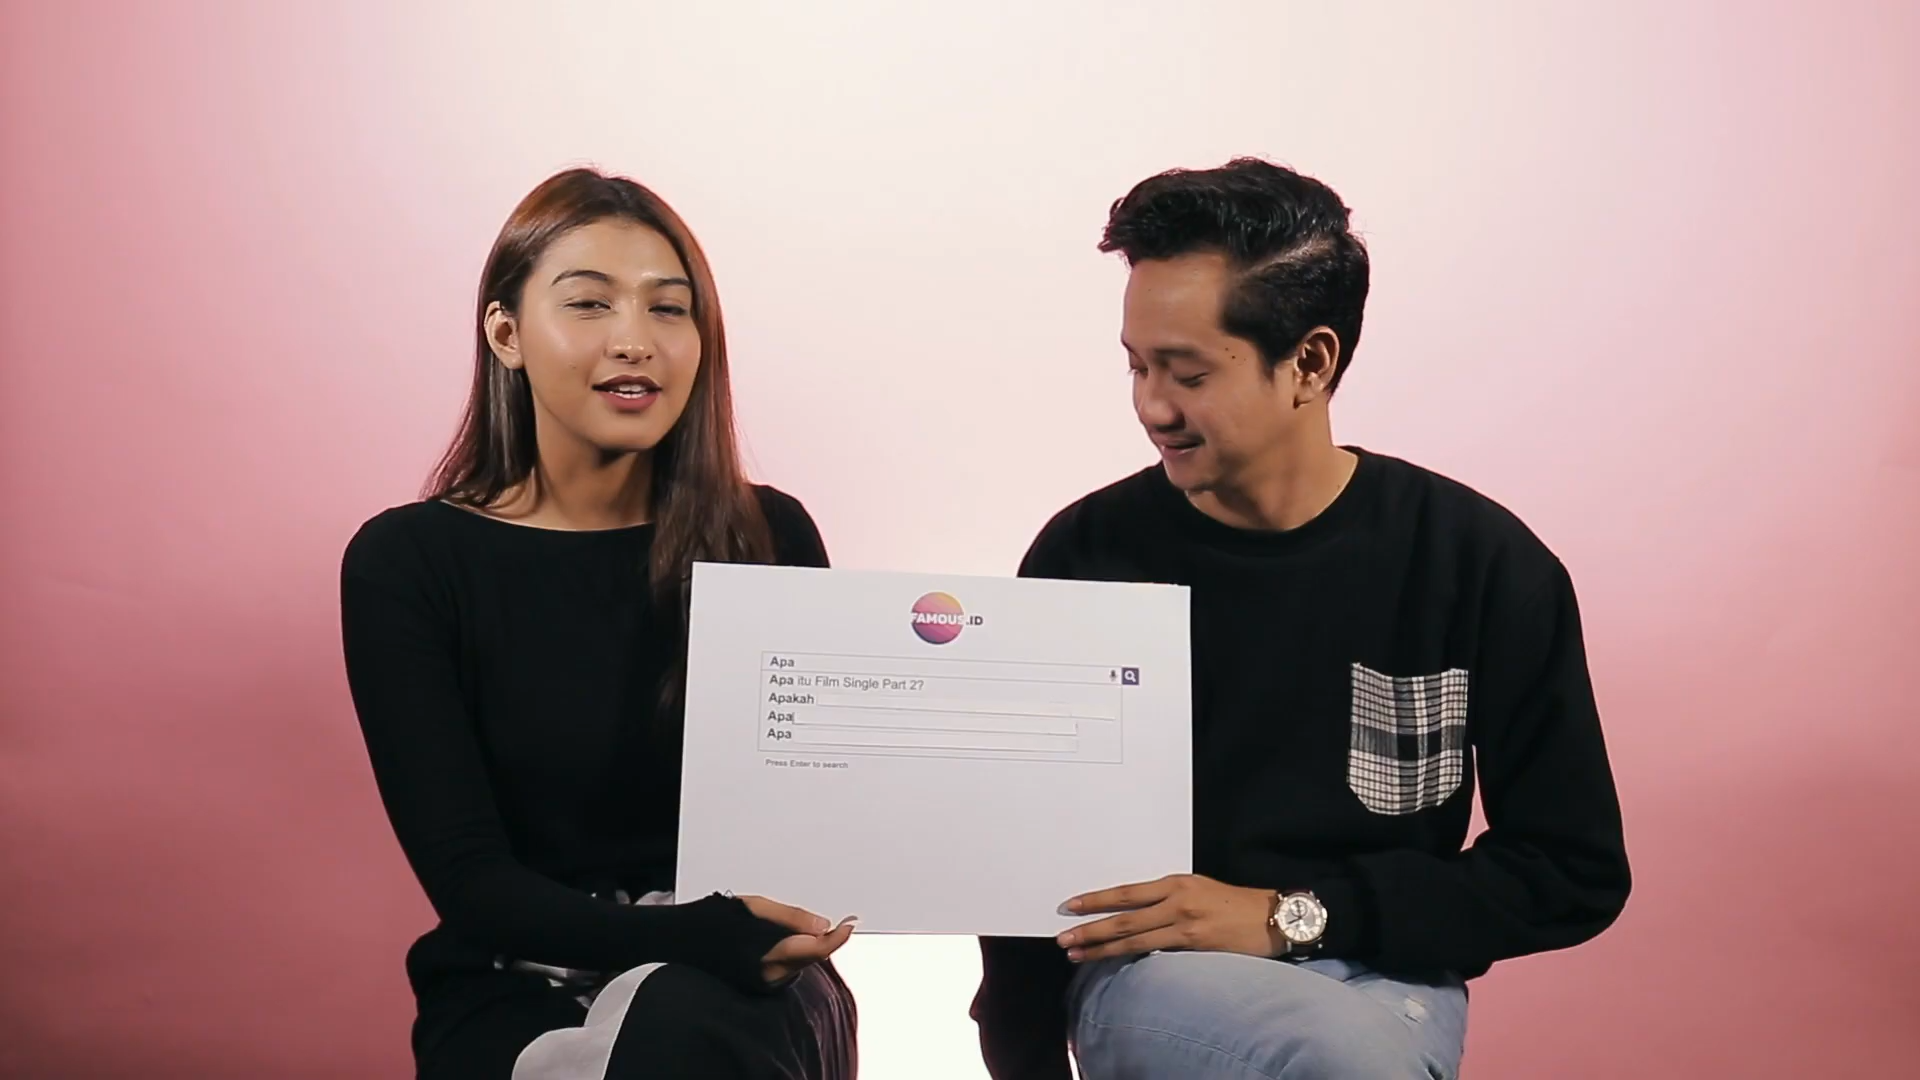 FAMOUS.ID
Apa
Apa itu Film Single Part 2?
Apakah
Apa
Apa
Press Enter to search